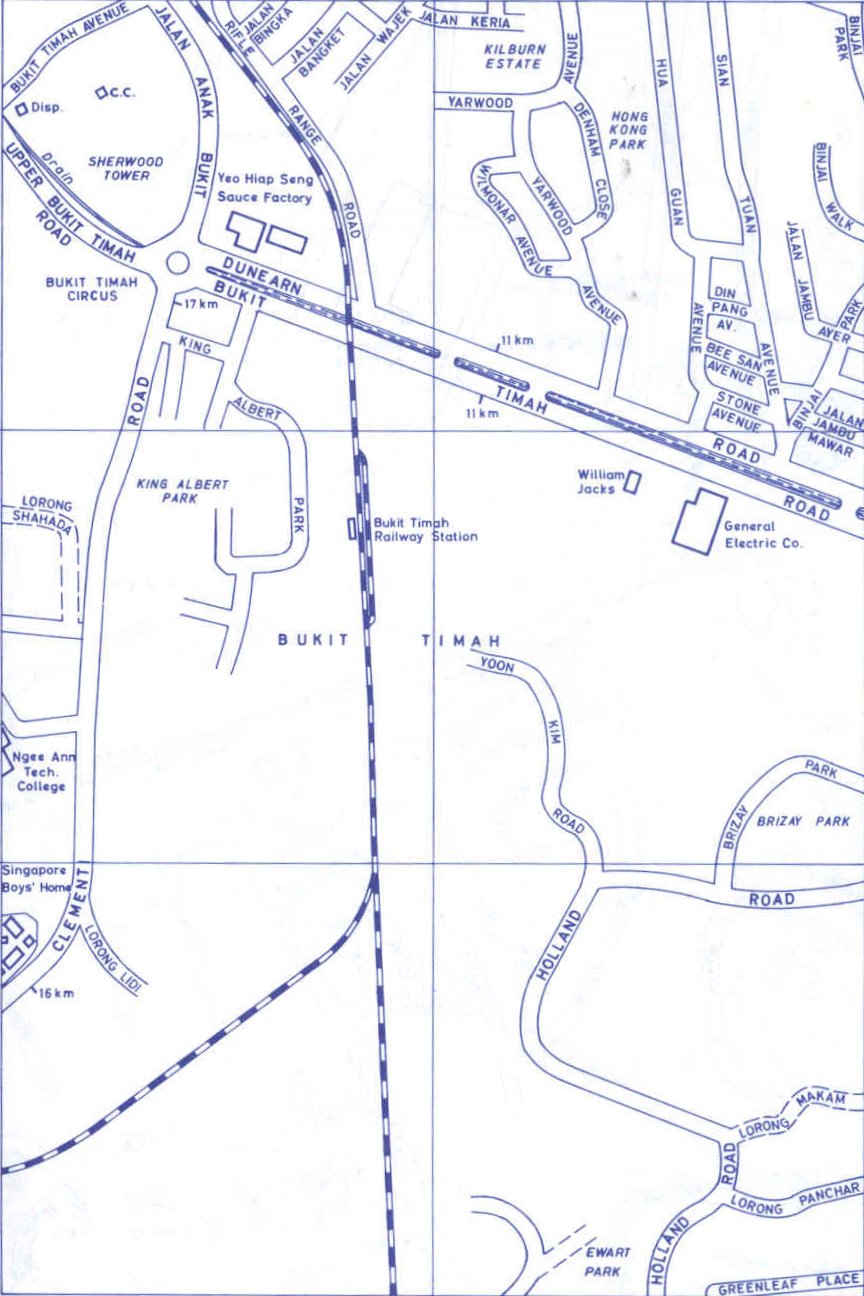 BUKIT TIMAH AVENUE
JALAN ANAK BUKIT
RIFLE RANGE ROAD
JALAN BINGKA
JALAN BANGKET
JALAN WAJEK
JALAN KERIA
KILBURN
ESTATE
AVENUE
HUA GUAN AVENUE
SIAN TUAN AVENUE
BINJAI
PARK
Disp.
C.C.
Drain
SHERWOOD
TOWER
UPPER BUKIT TIMAH
ROAD
Yeo Hiap Seng
Sauce Factory
YARWOOD
DENHAM CLOSE
HONG
KONG
PARK
WILMONAR AVENUE
YARWOOD AVENUE
BINJAI WALK
JALAN JAMBU AYER
BINJAI PARK
BUKIT TIMAH
CIRCUS
17 km
DUNEARN ROAD
BUKIT TIMAH ROAD
11 km
11 km
DIN
PANG
AV.
BEE SAN
AVENUE
STONE
AVENUE
JALAN
JAMBU
MAWAR
KING ALBERT PARK
KING ALBERT
PARK
ROAD
LORONG
SHAHADA
Bukit Timah
Railway Station
William
Jacks
General
Electric Co.
BUKIT TIMAH
YOON KIM ROAD
Ngee Ann
Tech.
College
BRIZAY PARK
BRIZAY PARK
Singapore
Boys' Home
CLEMENTI
LORONG LIDI
16 km
HOLLAND ROAD
LORONG MAKAM
LORONG PANCHAR
HOLLAND ROAD
EWART
PARK
GREENLEAF PLACE